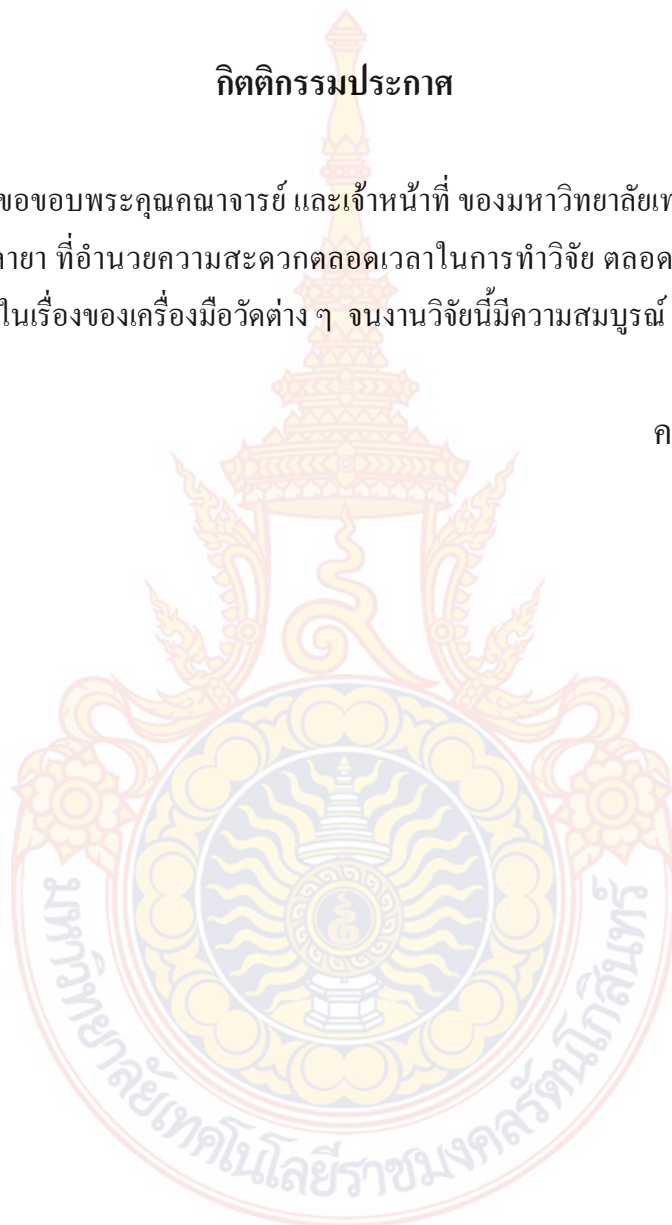 กิตติกรรมประกาศ
ขอขอบพระคุณคณาจารย์ และเจ้าหน้าที่ ของมหาวิทยาลัยเท
ลายา ที่อำนวยความสะดวกตลอดเวลาในการทำวิจัย ตลอด
ในเรื่องของเครื่องมือวัดต่าง ๆ จนงานวิจัยนี้มีความสมบูรณ์
ค
มหาวิทยาลัยเทคโนโลยีราชมงคลรัตนโกสินทร์